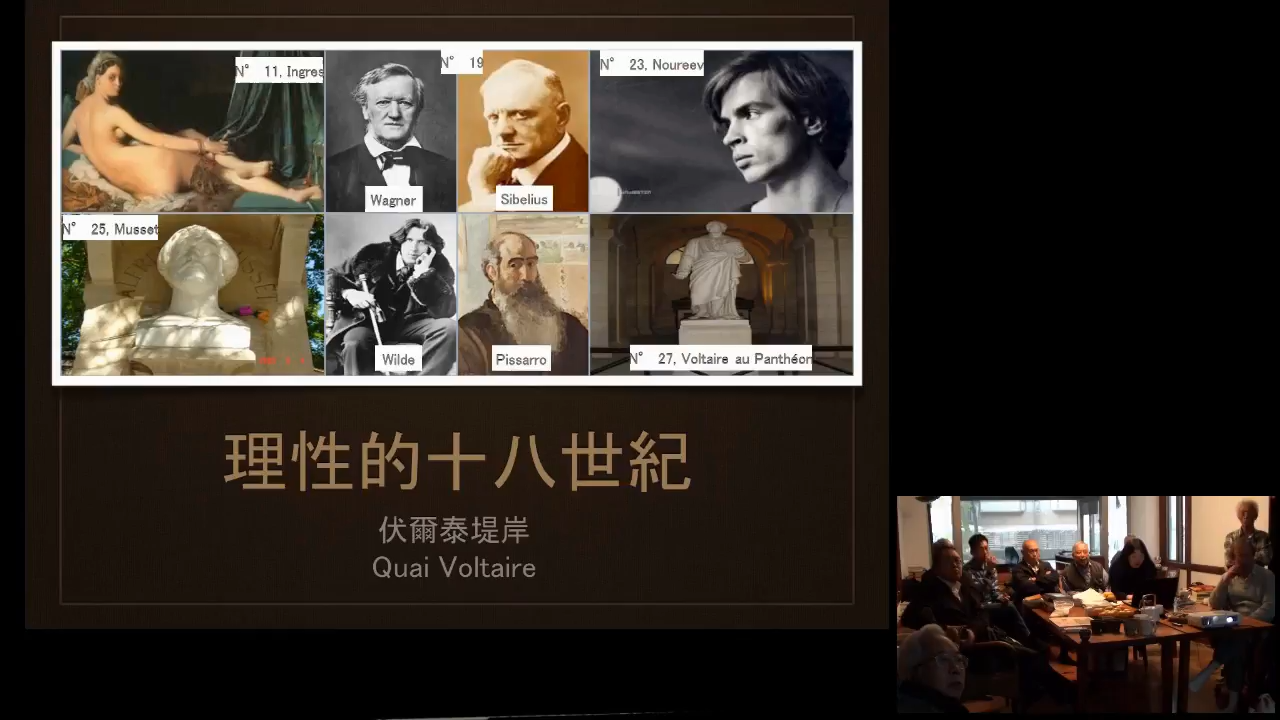 N° 11, Ingres
N° 19
N° 23, Noureev
Wagner
Sibelius
N° 25, Musset
Wilde
Pissarro
N° 27, Voltaire au Panthéon
理性的十八世紀
伏爾泰堤岸
Quai Voltaire